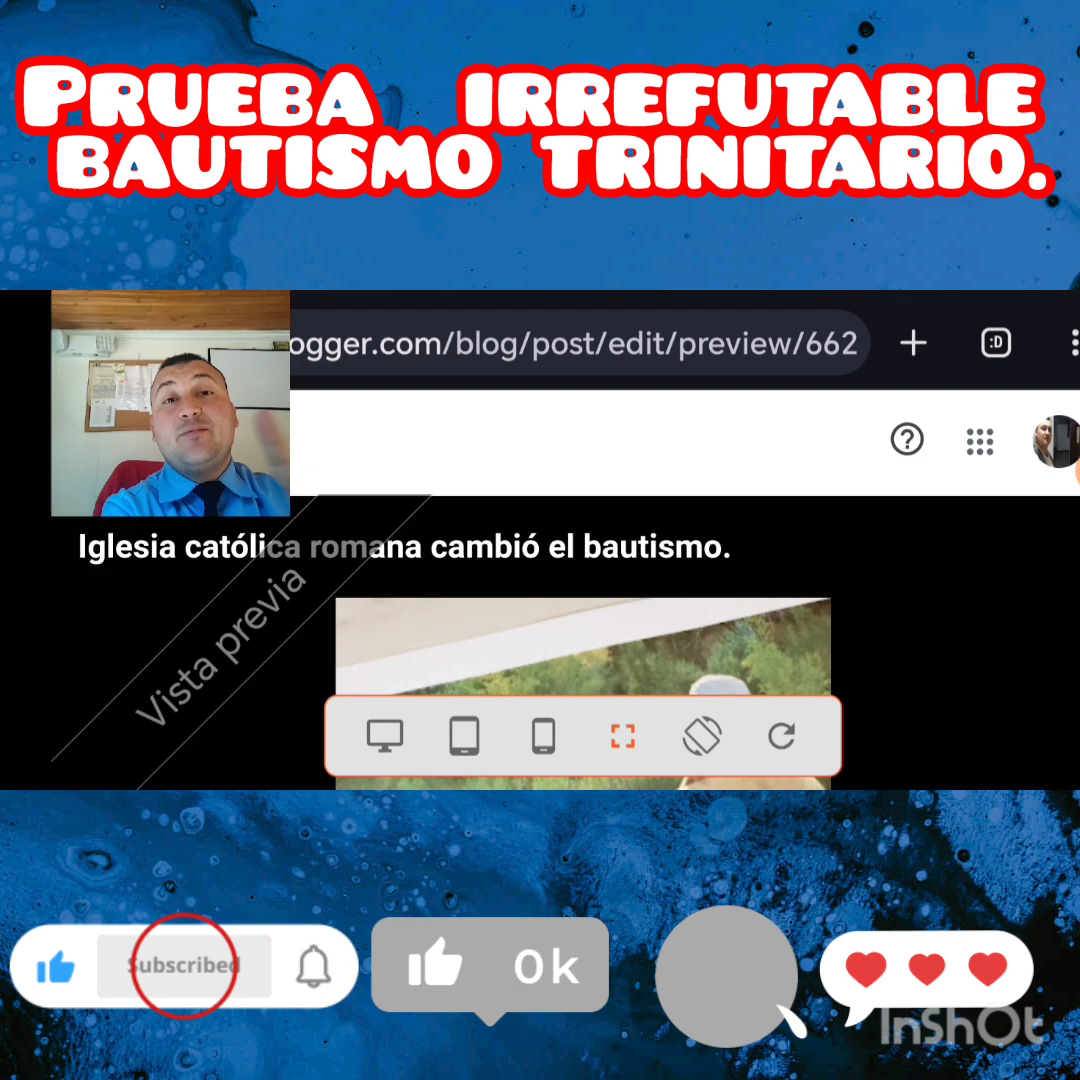 PRUEBA IRREFUTABLE
BAUTISMO TRINITARIO.
ogger.com/blog/post/edit/preview/662
:D
Iglesia católica romana cambió el bautismo.
Vista previa
Subscribed
0k
InShOt